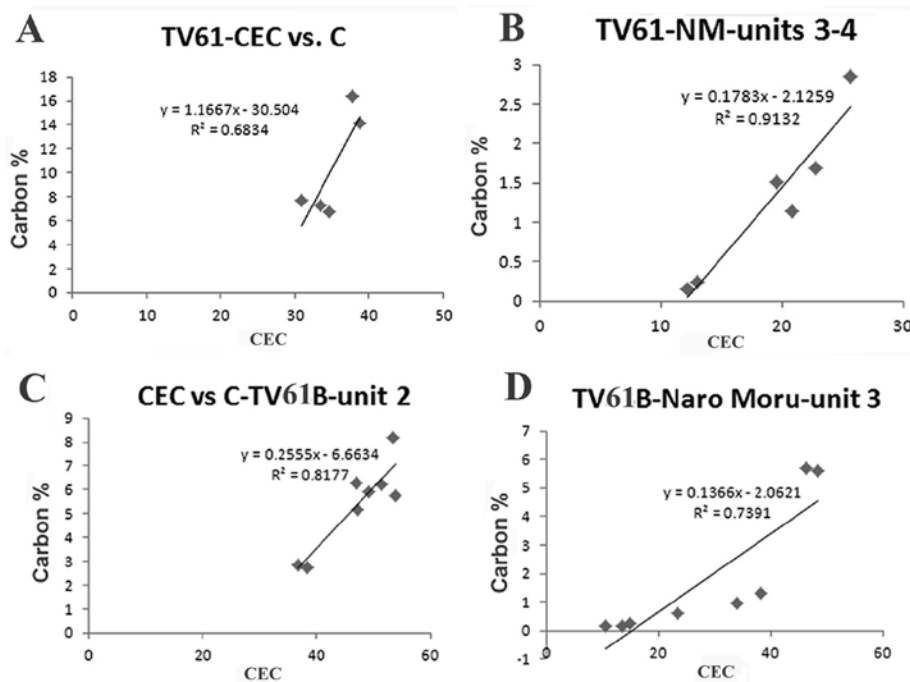 A
TV61-CEC vs. C
18
16
14
12
10
8
6
4
2
0
0 10 20 30 40 50
Carbon %
CEC
y = 1.1667x - 30.504
R² = 0.6834
B
TV61-NM-units 3-4
3
2.5
2
1.5
1
0.5
0
0 10 20 30
Carbon %
CEC
y = 0.1783x - 2.1259
R² = 0.9132
C
CEC vs C-TV61B-unit 2
9
8
7
6
5
4
3
2
1
0
0 20 40 60
Carbon %
CEC
y = 0.2555x - 6.6634
R² = 0.8177
D
TV61B-Naro Moru-unit 3
7
6
5
4
3
2
1
0
-1
0 20 40 60
Carbon %
CEC
y = 0.1366x - 2.0621
R² = 0.7391